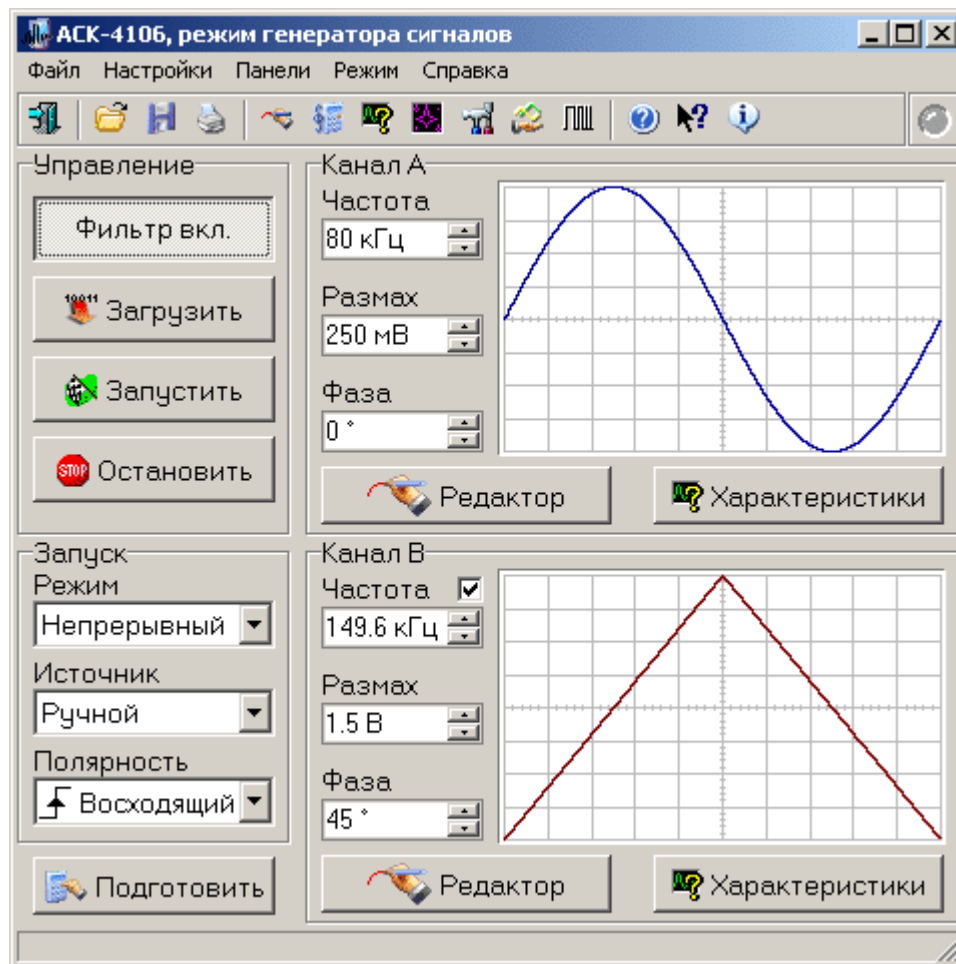 АСК-4106, режим генератора сигналов
Файл Настройки Панели Режим Справка
Управление
Фильтр вкл.
Загрузить
Запустить
STOP Остановить
Запуск
Режим
Непрерывный
Источник
Ручной
Полярность
Восходящий
Подготовить
Канал A
Частота
80 кГц
Размах
250 мВ
Фаза
0 °
Редактор
Характеристики
Канал B
Частота
149.6 кГц
Размах
1.5 В
Фаза
45 °
Редактор
Характеристики